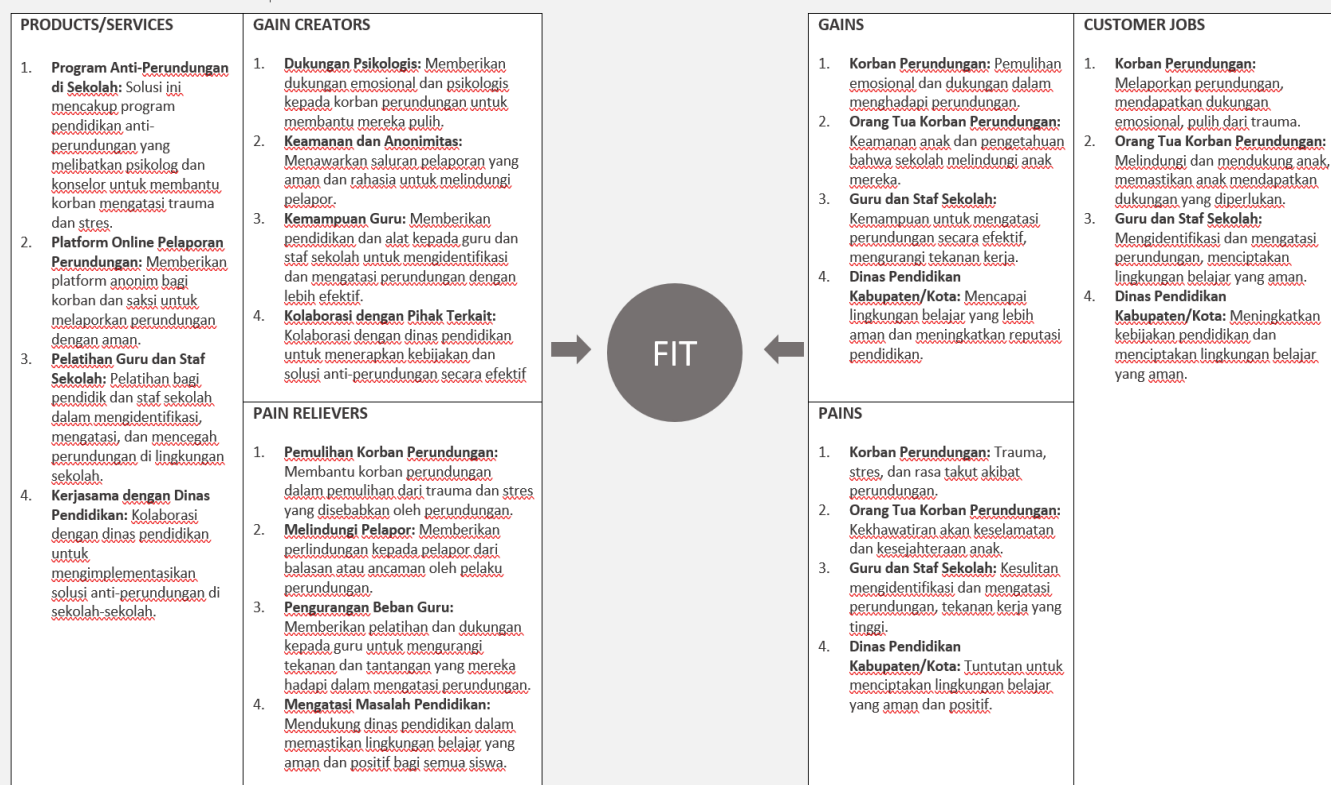 PRODUCTS/SERVICES
1. Program Anti-Perundungan
di Sekolah: Solusi ini
mencakup program
pendidikan anti-
perundungan yang
melibatkan psikolog dan
konselor untuk membantu
korban mengatasi trauma
dan stres.
2. Platform Online Pelaporan
Perundungan: Memberikan
platform anonim bagi
korban dan saksi untuk
melaporkan perundungan
dengan aman.
3. Pelatihan Guru dan Staf
Sekolah: Pelatihan bagi
pendidik dan staf sekolah
dalam mengidentifikasi,
mengatasi, dan mencegah
perundungan di lingkungan
sekolah.
4. Kerjasama dengan Dinas
Pendidikan: Kolaborasi
dengan dinas pendidikan
untuk
mengimplementasikan
solusi anti-perundungan di
sekolah-sekolah.
GAIN CREATORS
1. Dukungan Psikologis: Memberikan
dukungan emosional dan psikologis
kepada korban perundungan untuk
membantu mereka pulih.
2. Keamanan dan Anonimitas:
Menawarkan saluran pelaporan yang
aman dan rahasia untuk melindungi
pelapor.
3. Kemampuan Guru: Memberikan
pendidikan dan alat kepada guru dan
staf sekolah untuk mengidentifikasi
dan mengatasi perundungan dengan
lebih efektif.
4. Kolaborasi dengan Pihak Terkait:
Kolaborasi dengan dinas pendidikan
untuk menerapkan kebijakan dan
solusi anti-perundungan secara efektif
PAIN RELIEVERS
1. Pemulihan Korban Perundungan:
Membantu korban perundungan
dalam pemulihan dari trauma dan stres
yang disebabkan oleh perundungan.
2. Melindungi Pelapor: Memberikan
perlindungan kepada pelapor dari
balasan atau ancaman oleh pelaku
perundungan.
3. Pengurangan Beban Guru:
Memberikan pelatihan dan dukungan
kepada guru untuk mengurangi
tekanan dan tantangan yang mereka
hadapi dalam mengatasi perundungan.
4. Mengatasi Masalah Pendidikan:
Mendukung dinas pendidikan dalam
memastikan lingkungan belajar yang
aman dan positif bagi semua siswa.
FIT
GAINS
1. Korban Perundungan: Pemulihan
emosional dan dukungan dalam
menghadapi perundungan.
2. Orang Tua Korban Perundungan:
Keamanan anak dan pengetahuan
bahwa sekolah melindungi anak
mereka.
3. Guru dan Staf Sekolah:
Kemampuan untuk mengatasi
perundungan secara efektif,
mengurangi tekanan kerja.
4. Dinas Pendidikan
Kabupaten/Kota: Mencapai
lingkungan belajar yang lebih
aman dan meningkatkan reputasi
pendidikan.
PAINS
1. Korban Perundungan: Trauma,
stres, dan rasa takut akibat
perundungan.
2. Orang Tua Korban Perundungan:
Kekhawatiran akan keselamatan
dan kesejahteraan anak.
3. Guru dan Staf Sekolah: Kesulitan
mengidentifikasi dan mengatasi
perundungan, tekanan kerja yang
tinggi.
4. Dinas Pendidikan
Kabupaten/Kota: Tuntutan untuk
menciptakan lingkungan belajar
yang aman dan positif.
CUSTOMER JOBS
1. Korban Perundungan:
Melaporkan perundungan,
mendapatkan dukungan
emosional, pulih dari trauma.
2. Orang Tua Korban Perundungan:
Melindungi dan mendukung anak,
memastikan anak mendapatkan
dukungan yang diperlukan.
3. Guru dan Staf Sekolah:
Mengidentifikasi dan mengatasi
perundungan, menciptakan
lingkungan belajar yang aman.
4. Dinas Pendidikan
Kabupaten/Kota: Meningkatkan
kebijakan pendidikan dan
menciptakan lingkungan belajar
yang aman.